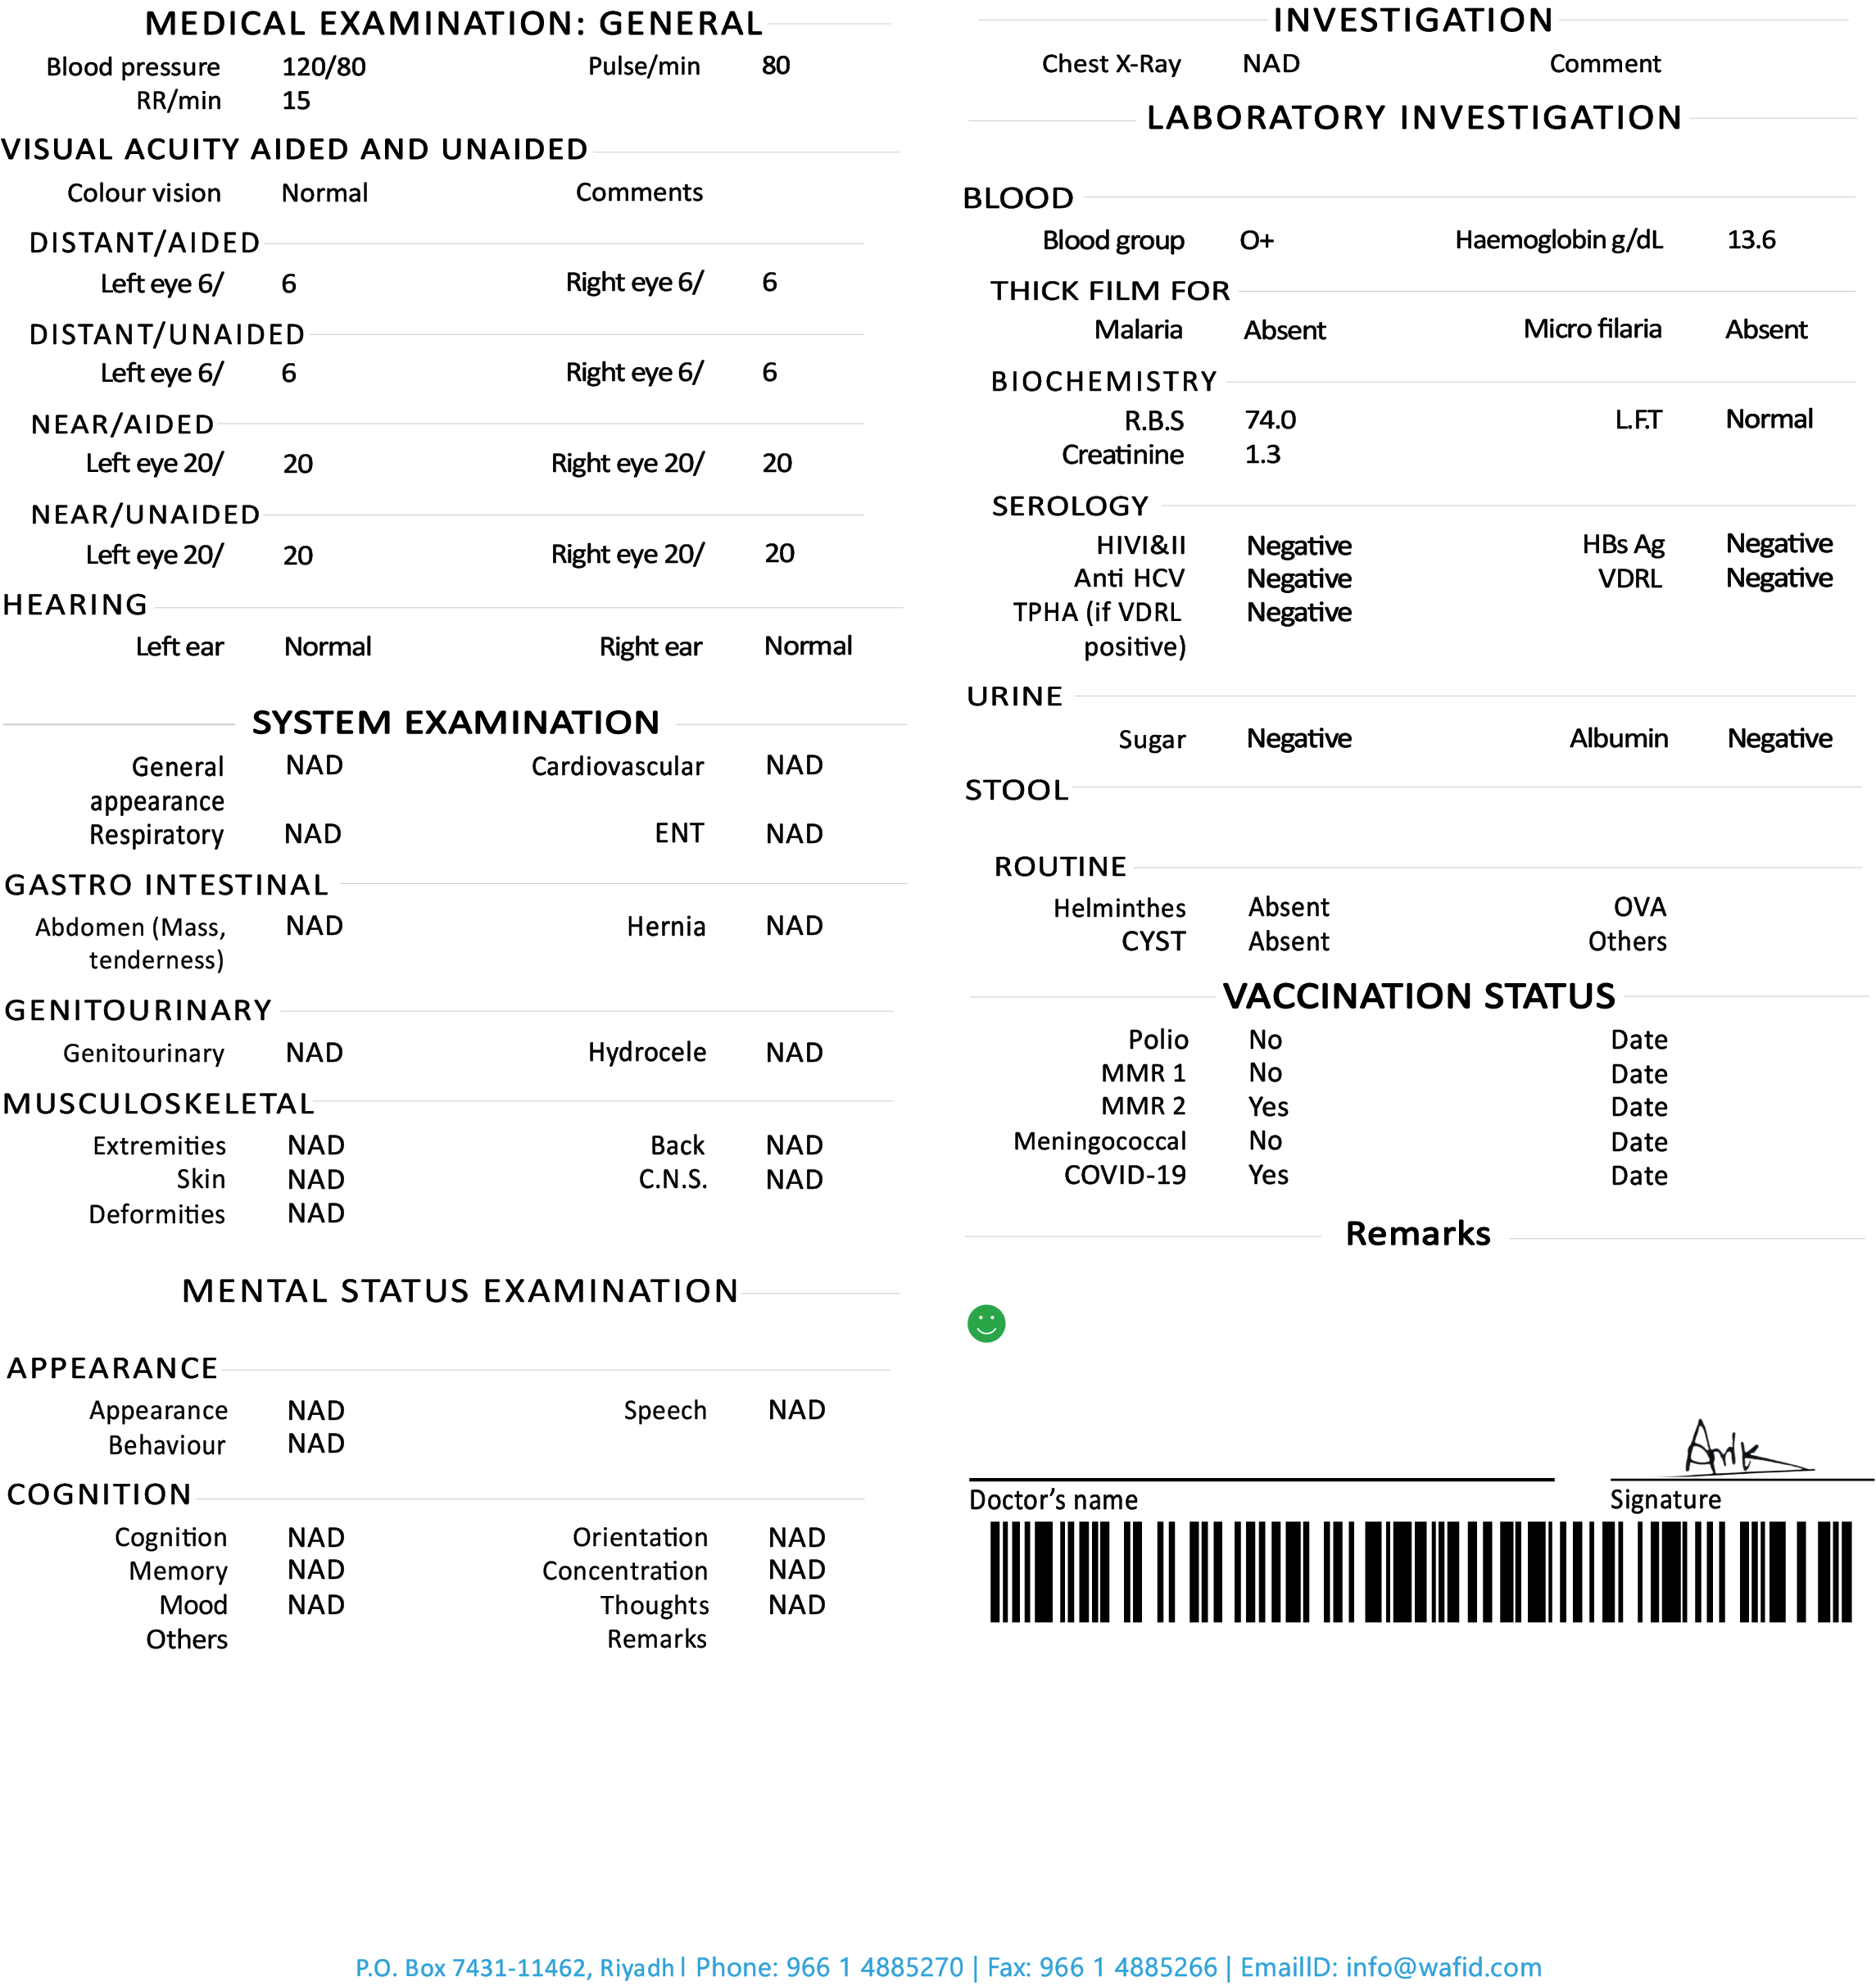 MEDICAL EXAMINATION: GENERAL
Blood pressure 120/80 Pulse/min 80
RR/min 15
VISUAL ACUITY AIDED AND UNAIDED
Colour vision Normal Comments
DISTANT/AIDED
Left eye 6/ 6 Right eye 6/ 6
DISTANT/UNAIDED
Left eye 6/ 6 Right eye 6/ 6
NEAR/AIDED
Left eye 20/ 20 Right eye 20/ 20
NEAR/UNAIDED
Left eye 20/ 20 Right eye 20/ 20
HEARING
Left ear Normal Right ear Normal
SYSTEM EXAMINATION
General NAD Cardiovascular NAD
appearance
Respiratory NAD ENT NAD
GASTRO INTESTINAL
Abdomen (Mass, NAD Hernia NAD
tenderness)
GENITOURINARY
Genitourinary NAD Hydrocele NAD
MUSCULOSKELETAL
Extremities NAD Back NAD
Skin NAD C.N.S. NAD
Deformities NAD
MENTAL STATUS EXAMINATION
APPEARANCE
Appearance NAD Speech NAD
Behaviour NAD
COGNITION
Cognition NAD Orientation NAD
Memory NAD Concentration NAD
Mood NAD Thoughts NAD
Others Remarks
INVESTIGATION
Chest X-Ray NAD Comment
LABORATORY INVESTIGATION
BLOOD
Blood group O+ Haemoglobin g/dL 13.6
THICK FILM FOR
Malaria Absent Micro filaria Absent
BIOCHEMISTRY
R.B.S 74.0 L.F.T Normal
Creatinine 1.3
SEROLOGY
HIVI&II Negative HBs Ag Negative
Anti HCV Negative VDRL Negative
TPHA (if VDRL Negative
positive)
URINE
Sugar Negative Albumin Negative
STOOL
ROUTINE
Helminthes Absent OVA
CYST Absent Others
VACCINATION STATUS
Polio No Date
MMR 1 No Date
MMR 2 Yes Date
Meningococcal No Date
COVID-19 Yes Date
Remarks
Doctor's name Signature
P.O. Box 7431-11462, Riyadh | Phone: 966 1 4885270 | Fax: 966 1 4885266 | EmailID: info@wafid.com